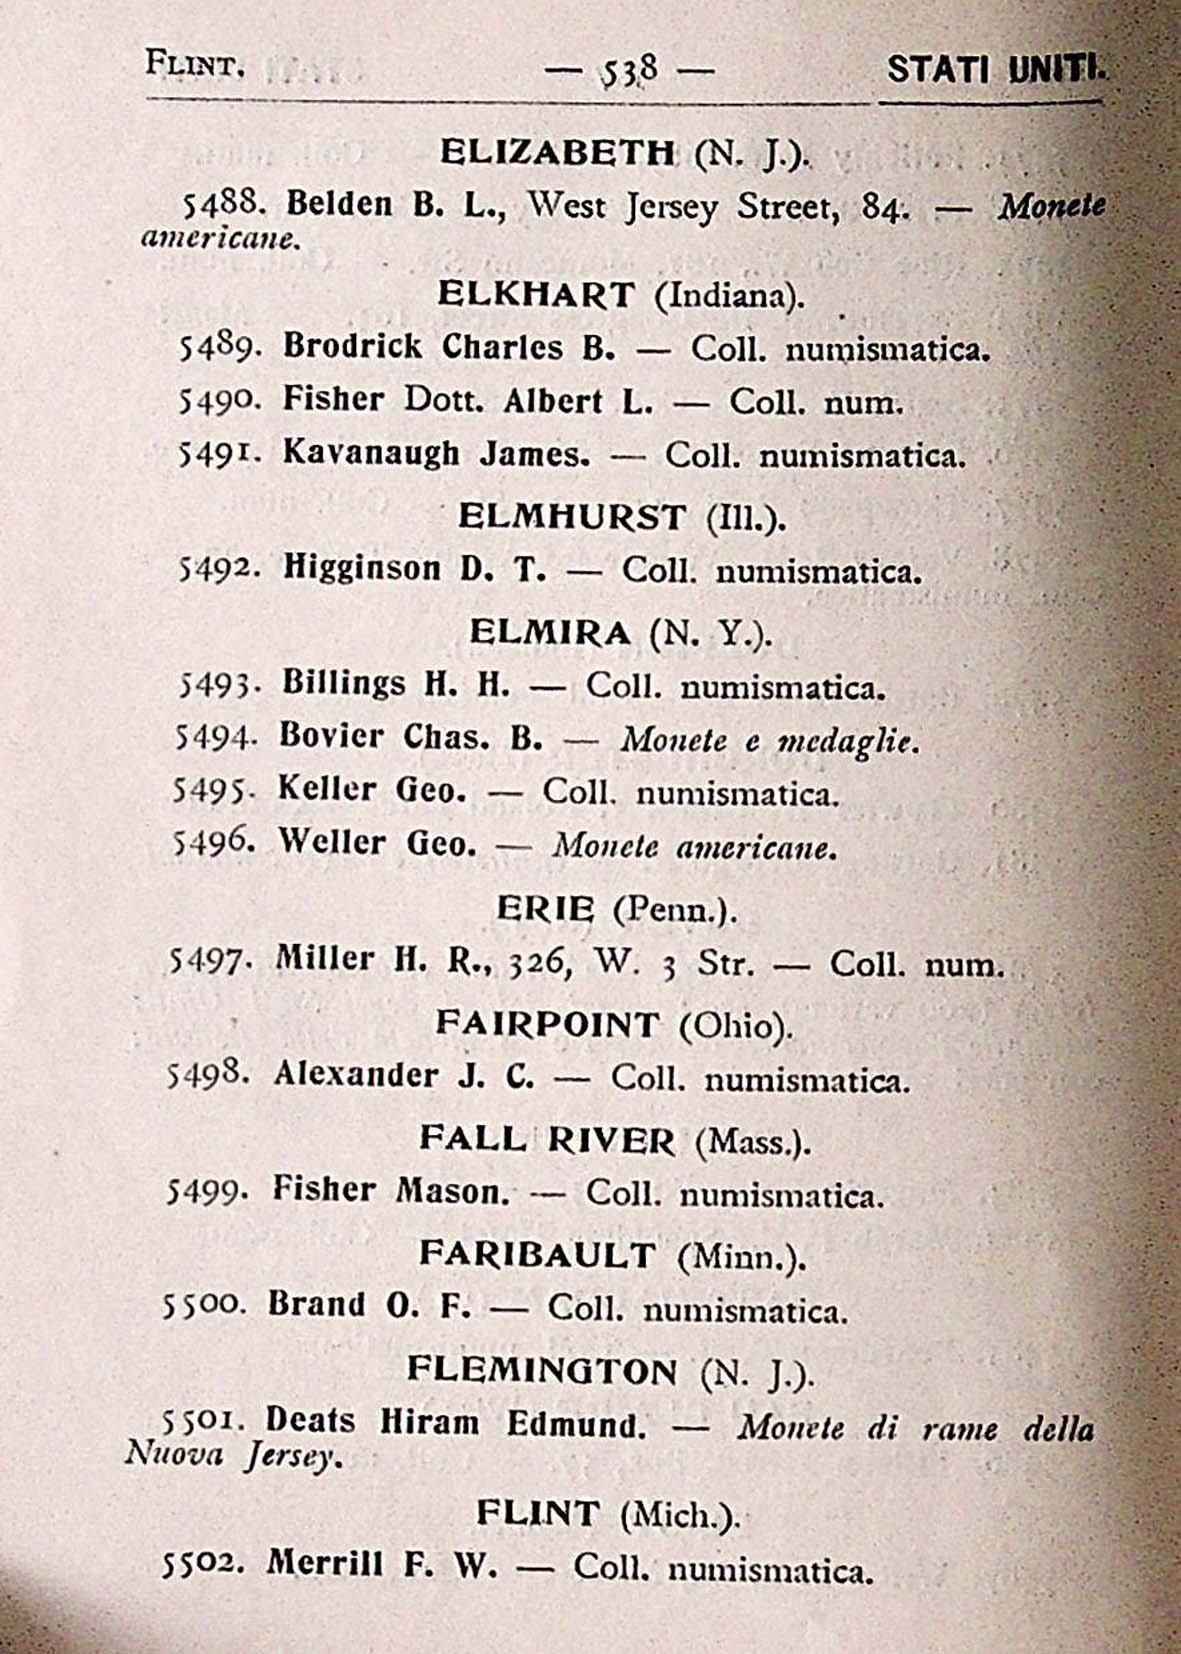 FLINT. — 538 — STATI UNITI.
ELIZABETH (N. J.).
5488. Belden B. L., West Jersey Street, 84. — Monete
americane.
ELKHART (Indiana).
5489. Brodrick Charles B. — Coll. numismatica.
5490. Fisher Dott. Albert L. — Coll. num.
5491. Kavanaugh James. — Coll. numismatica.
ELMHURST (Ill.).
5492. Higginson D. T. — Coll. numismatica.
ELMIRA (N. Y.).
5493. Billings H. H. — Coll. numismatica.
5494. Bovier Chas. B. — Monete e medaglie.
5495. Keller Geo. — Coll. numismatica.
5496. Weller Geo. — Monete americane.
ERIE (Penn.).
5497. Miller H. R., 326, W. 3 Str. — Coll. num.
FAIRPOINT (Ohio).
5498. Alexander J. C. — Coll. numismatica.
FALL RIVER (Mass.).
5499. Fisher Mason. — Coll. numismatica.
FARIBAULT (Minn.).
5500. Brand O. F. — Coll. numismatica.
FLEMINGTON (N. J.).
5501. Deats Hiram Edmund. — Monete di rame della
Nuova Jersey.
FLINT (Mich.).
5502. Merrill F. W. — Coll. numismatica.